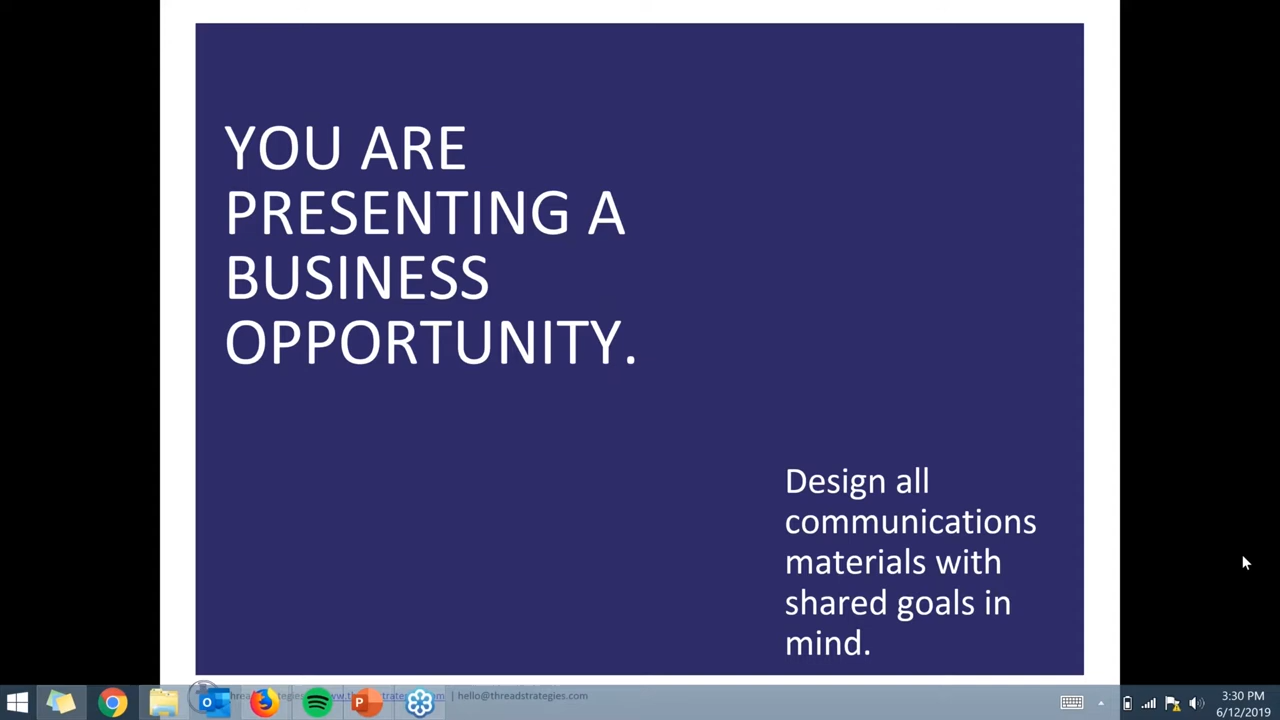 YOU ARE
PRESENTING A
BUSINESS
OPPORTUNITY.
Design all
communications
materials with
shared goals in
mind.
| hello@threadstrategies.com
3:30 PM
6/12/2019